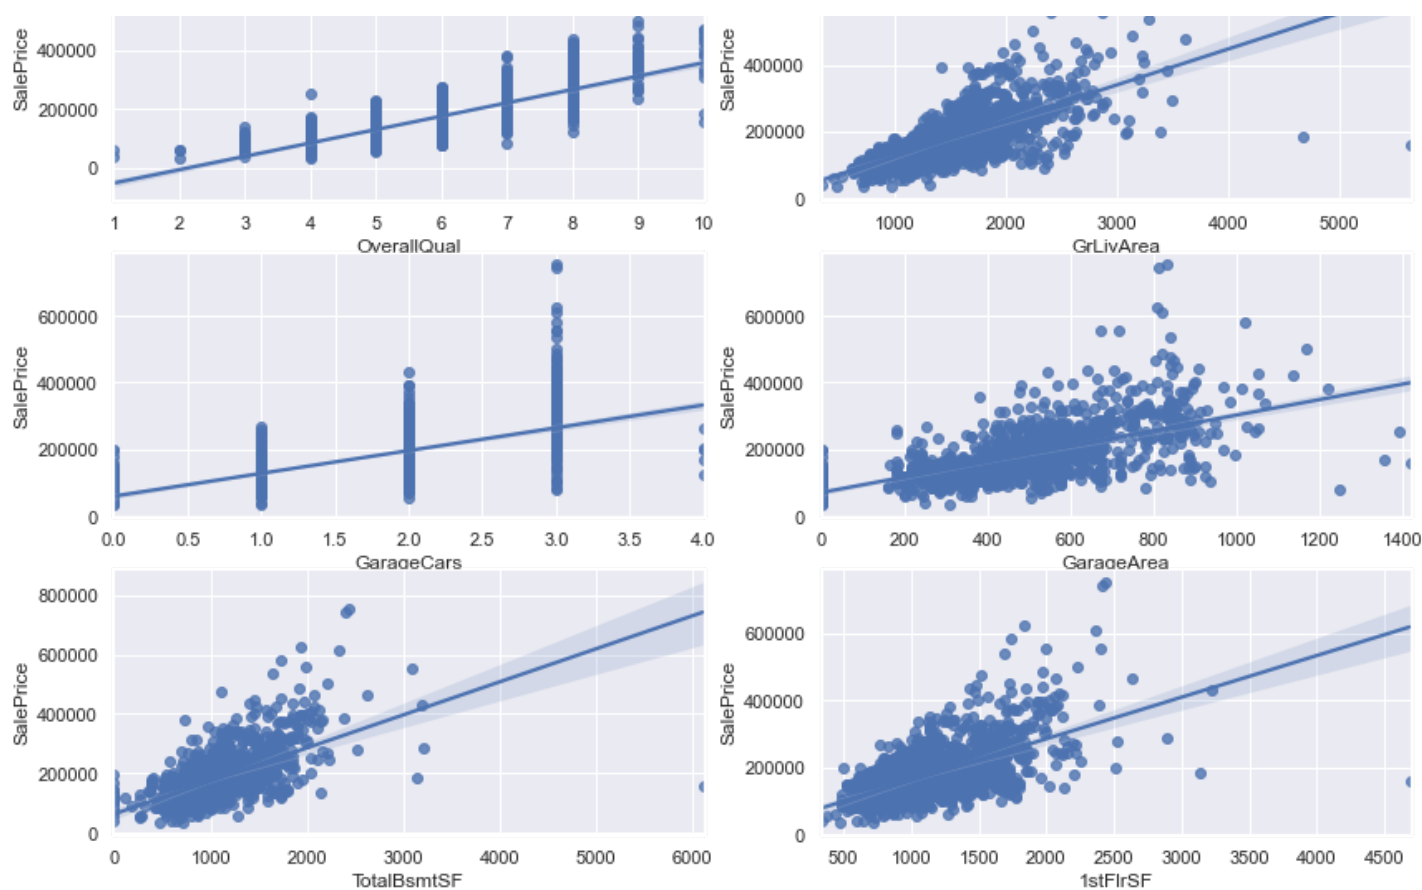 SalePrice
400000
200000
0
1 2 3 4 5 6 7 8 9 10
OverallQual
SalePrice
400000
200000
0
1000 2000 3000 4000 5000
GrLivArea
SalePrice
600000
400000
200000
0
0.0 0.5 1.0 1.5 2.0 2.5 3.0 3.5 4.0
GarageCars
SalePrice
600000
400000
200000
0
0 200 400 600 800 1000 1200 1400
GarageArea
SalePrice
800000
600000
400000
200000
0
0 1000 2000 3000 4000 5000 6000
TotalBsmtSF
SalePrice
600000
400000
200000
0
500 1000 1500 2000 2500 3000 3500 4000 4500
1stFlrSF